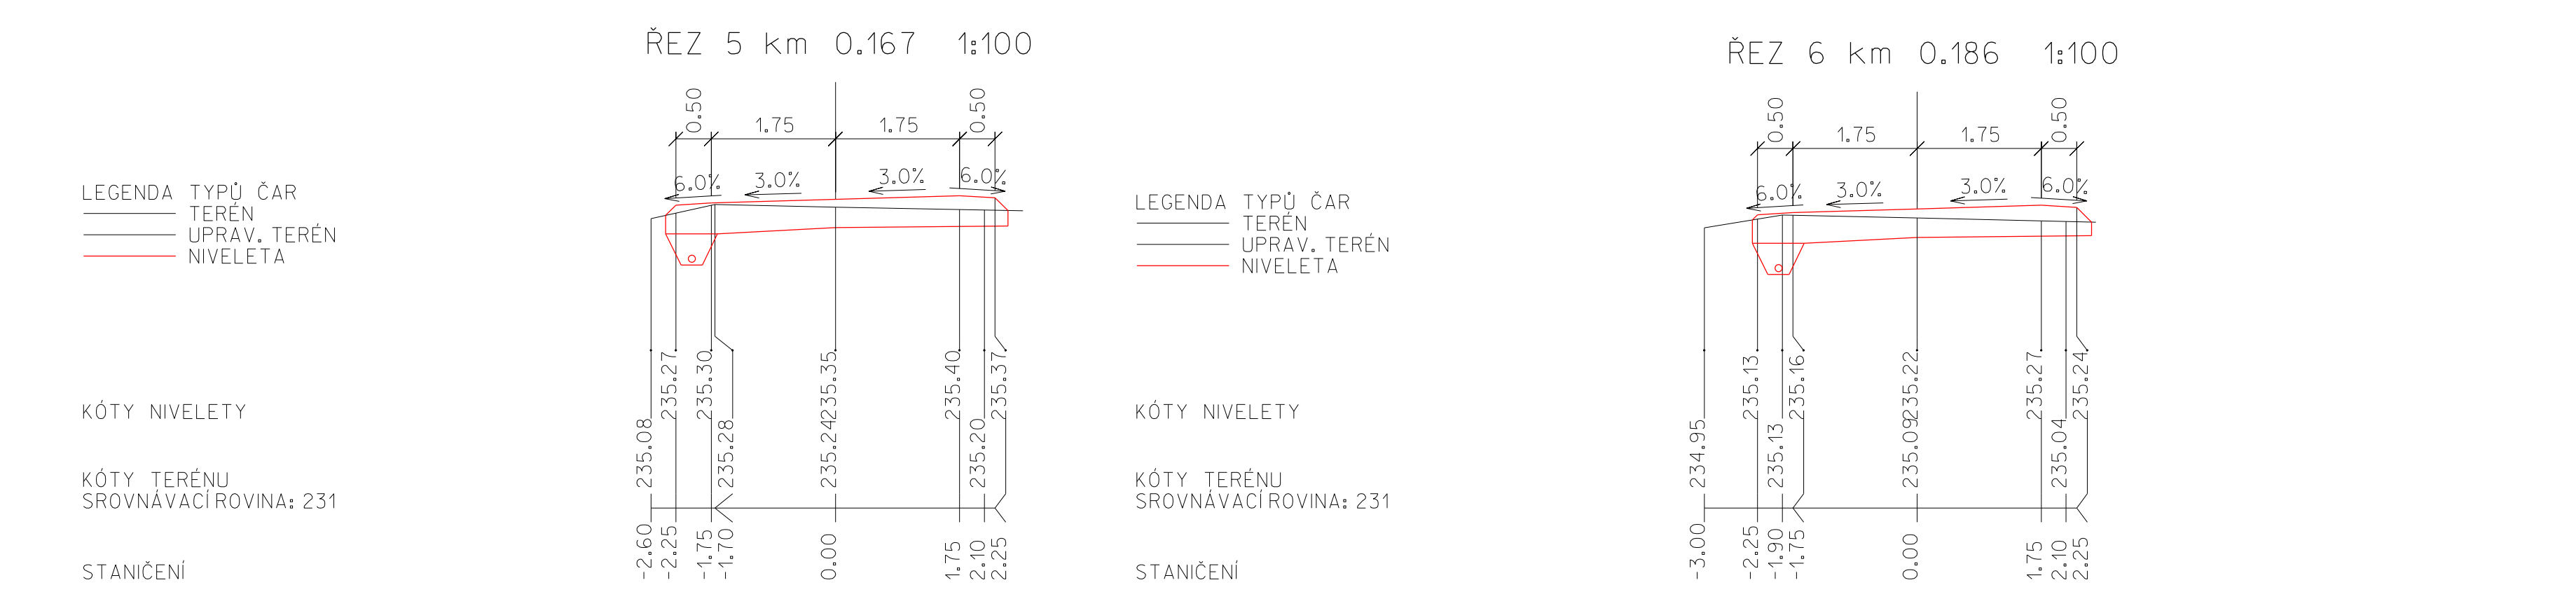 ŘEZ 5 km 0.167 1:100
0.50 1.75 1.75 0.50
6.0% 3.0% 3.0% 6.0%
LEGENDA TYPŮ ČAR
TERÉN
UPRAV. TERÉN
NIVELETA
KÓTY NIVELETY
235.27 235.30 235.35 235.40 235.37
KÓTY TERÉNU
235.08 235.28 235.24 235.20
SROVNÁVACÍ ROVINA: 231
STANIČENÍ
-2.60 -2.25 -1.75 -1.70 0.00 1.75 2.10 2.25
ŘEZ 6 km 0.186 1:100
0.50 1.75 1.75 0.50
6.0% 3.0% 3.0% 6.0%
LEGENDA TYPŮ ČAR
TERÉN
UPRAV. TERÉN
NIVELETA
KÓTY NIVELETY
235.13 235.16 235.22 235.27 235.24
KÓTY TERÉNU
234.95 235.13 235.09 235.04
SROVNÁVACÍ ROVINA: 231
STANIČENÍ
-3.00 -2.25 -1.90 -1.75 0.00 1.75 2.10 2.25